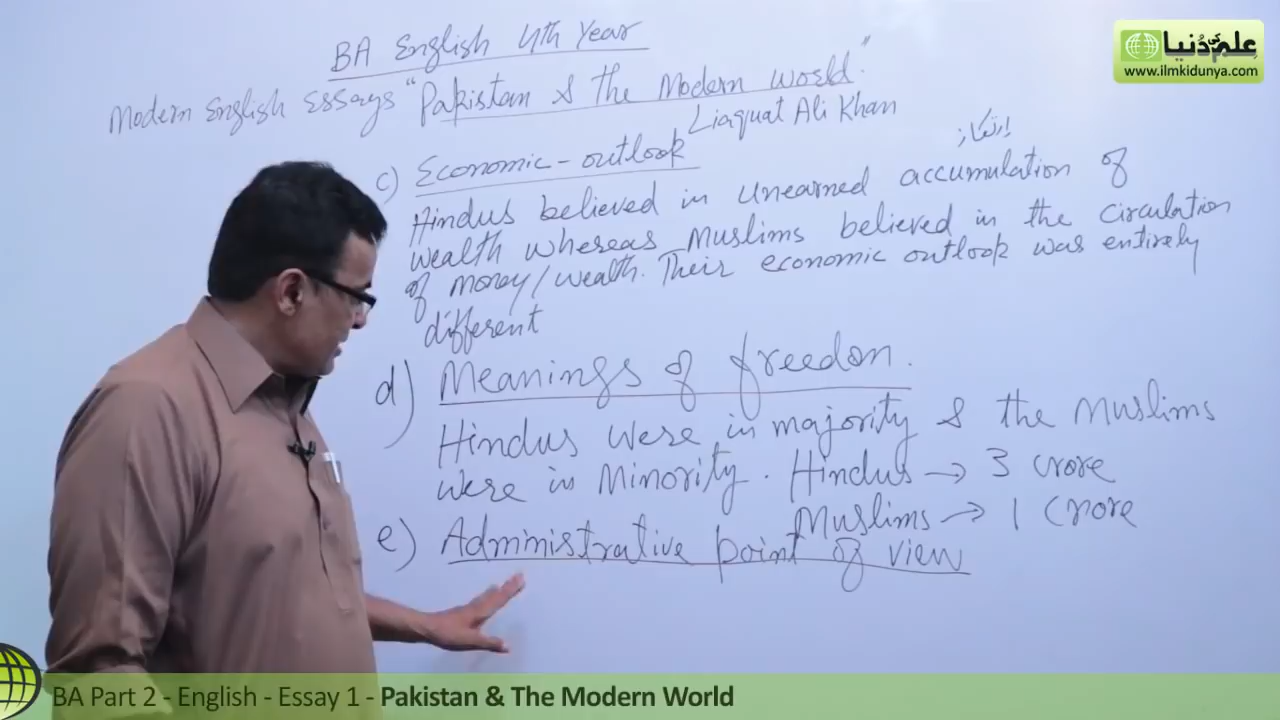 BA English 4th Year
Modern English Essays "Pakistan & the Modern World."
Liaquat Ali Khan
ارتکاز
c) Economic - outlook
Hindus believed in unearned accumulation of
wealth whereas Muslims believed in the circulation
of money/wealth. Their economic outlook was entirely
different
d) Meanings of freedom.
Hindus were in majority & the Muslims
were in Minority. Hindus → 3 crore
Muslims → 1 Crore
e) Administrative point of view
علم کی دنیا
www.ilmkidunya.com
BA Part 2 - English - Essay 1 - Pakistan & The Modern World